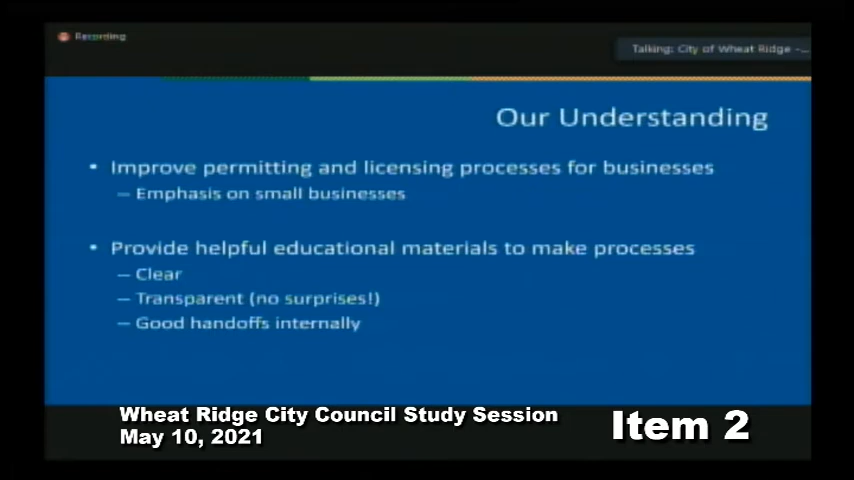 Recording
Talking: City of Wheat Ridge -...
Our Understanding
• Improve permitting and licensing processes for businesses
– Emphasis on small businesses
• Provide helpful educational materials to make processes
– Clear
– Transparent (no surprises!)
– Good handoffs internally
Wheat Ridge City Council Study Session
May 10, 2021
Item 2